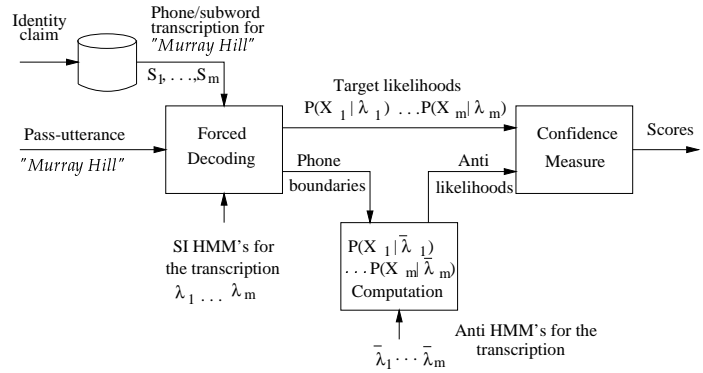 Identity
claim
Phone/subword
transcription for
"Murray Hill"
S₁, . . . ,Sₘ
Pass-utterance
"Murray Hill"
Forced
Decoding
Target likelihoods
P(X ₁ | λ ₁) . . . P(X ₘ | λ ₘ)
Phone
boundaries
Anti
likelihoods
Confidence
Measure
Scores
SI HMM's for
the transcription
λ₁ . . . λₘ
P(X ₁ | λ̄ ₁)
. . . P(X ₘ | λ̄ ₘ)
Computation
Anti HMM's for the
transcription
λ̄₁ · · · λ̄ₘ